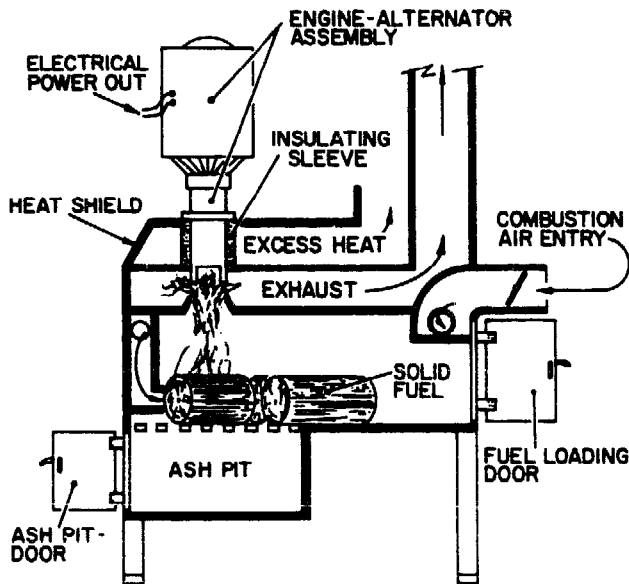 ENGINE-ALTERNATOR
ASSEMBLY
ELECTRICAL
POWER OUT
INSULATING
SLEEVE
HEAT SHIELD
COMBUSTION
AIR ENTRY
EXCESS HEAT
EXHAUST
SOLID
FUEL
ASH PIT
FUEL LOADING
DOOR
ASH PIT-
DOOR